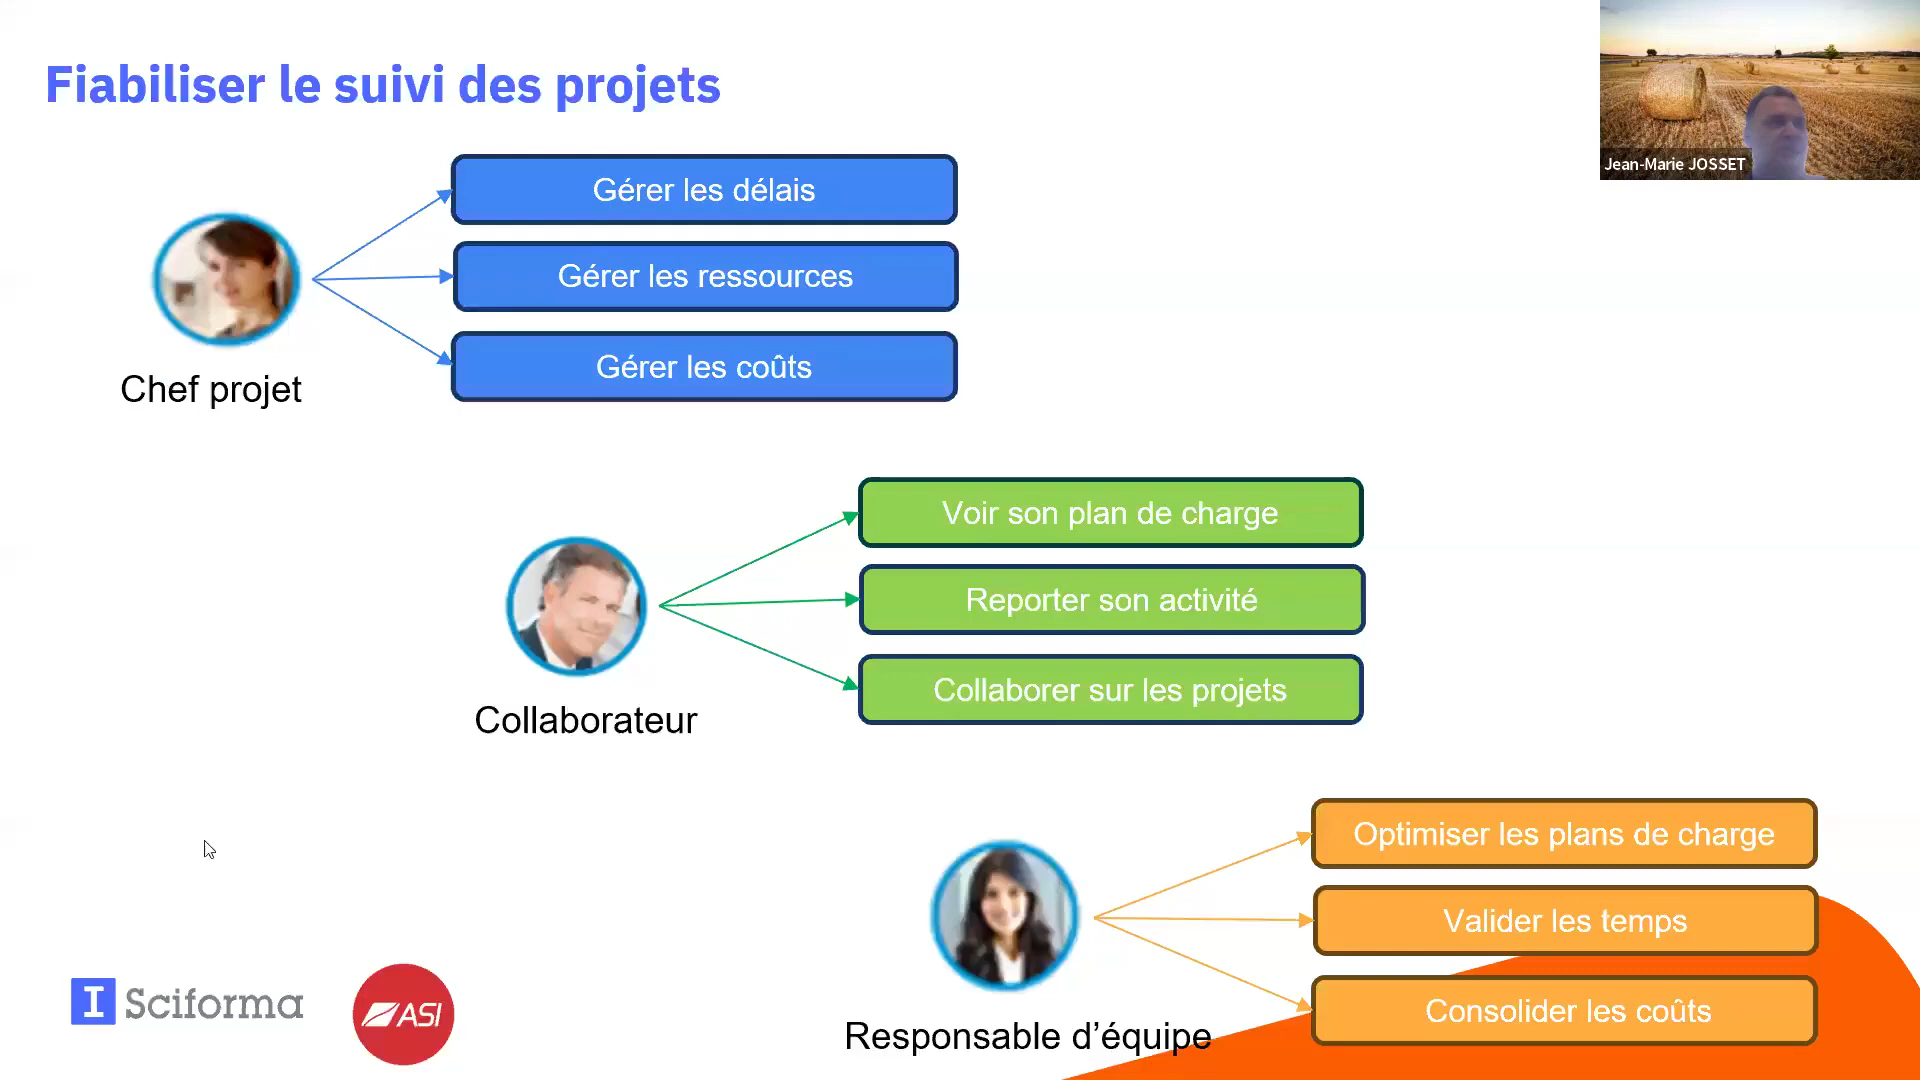 Fiabiliser le suivi des projets
Jean-Marie JOSSET
Gérer les délais
Gérer les ressources
Gérer les coûts
Chef projet
Voir son plan de charge
Reporter son activité
Collaborer sur les projets
Collaborateur
Optimiser les plans de charge
Valider les temps
Consolider les coûts
Responsable d’équipe
Sciforma
ASI